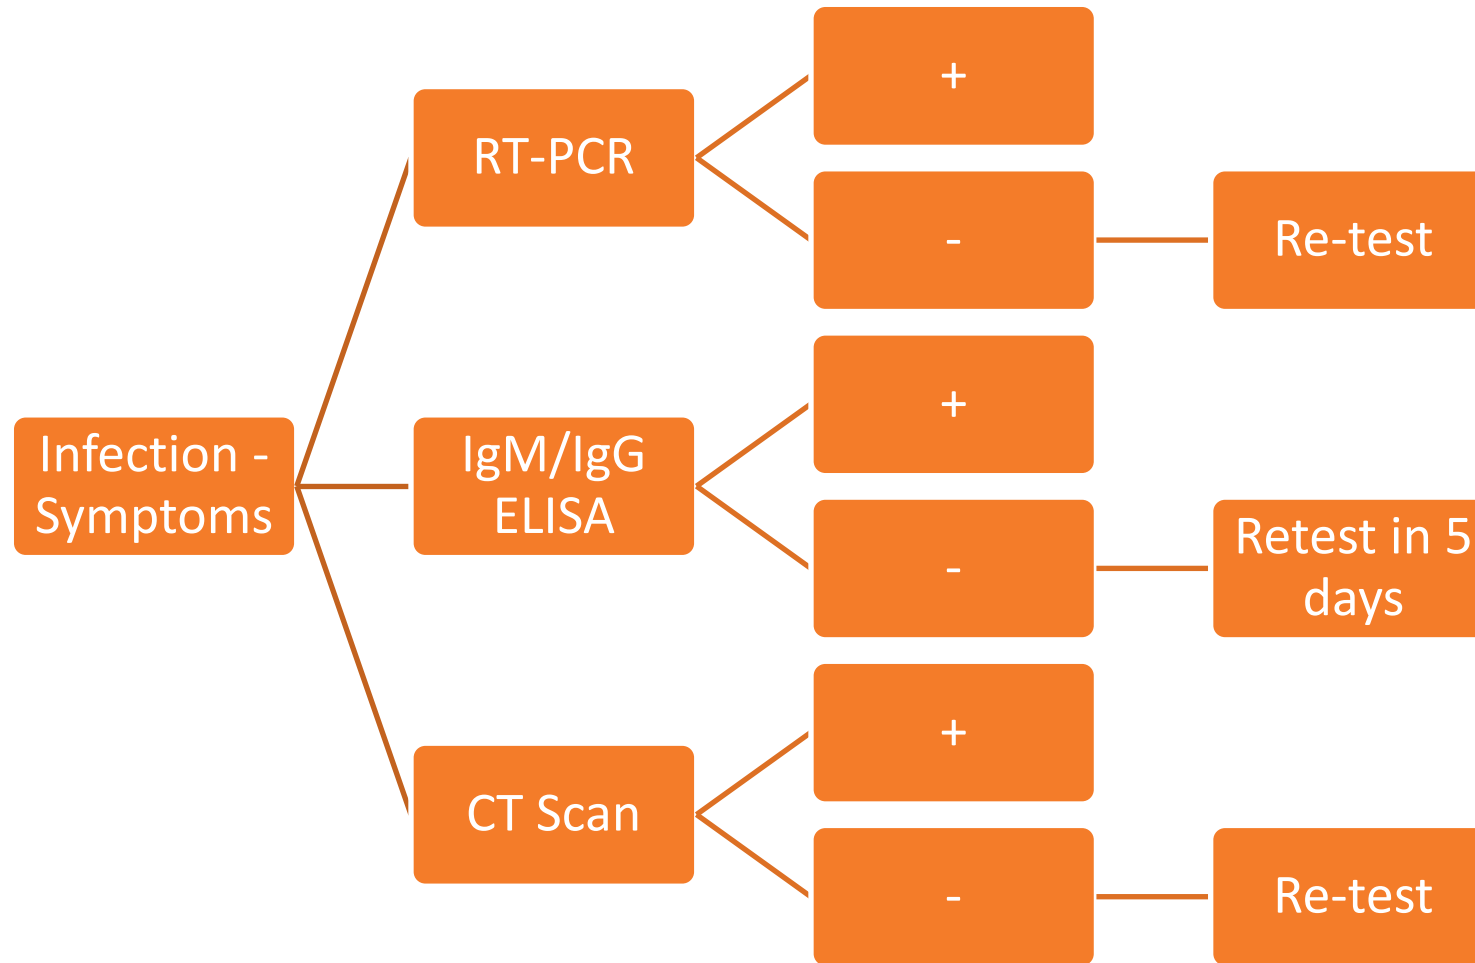 +
RT-PCR
-
Re-test
+
Infection -
Symptoms
IgM/IgG
ELISA
-
Retest in 5
days
+
CT Scan
-
Re-test